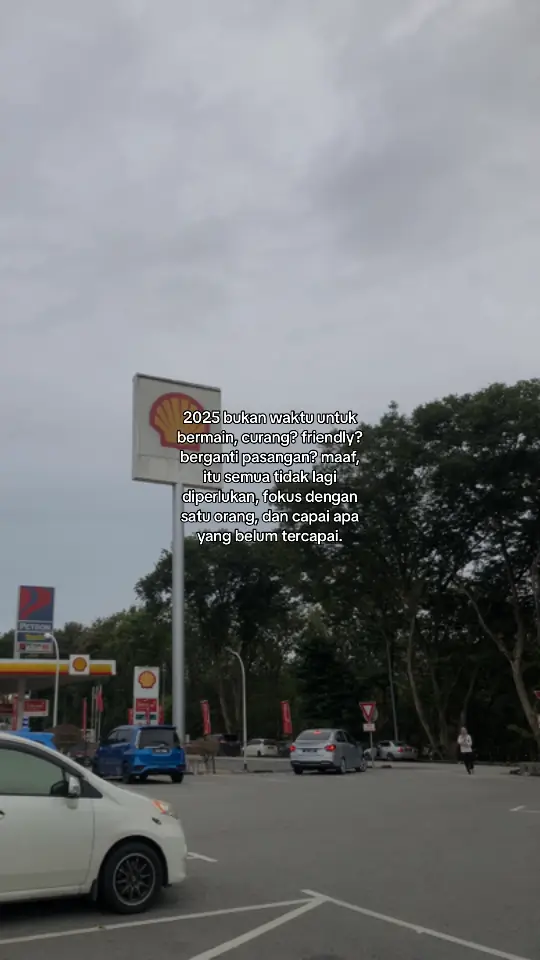 2025 bukan waktu untuk
bermain, curang? friendly?
berganti pasangan? maaf,
itu semua tidak lagi
diperlukan, fokus dengan
satu orang, dan capai apa
yang belum tercapai.
PETRON